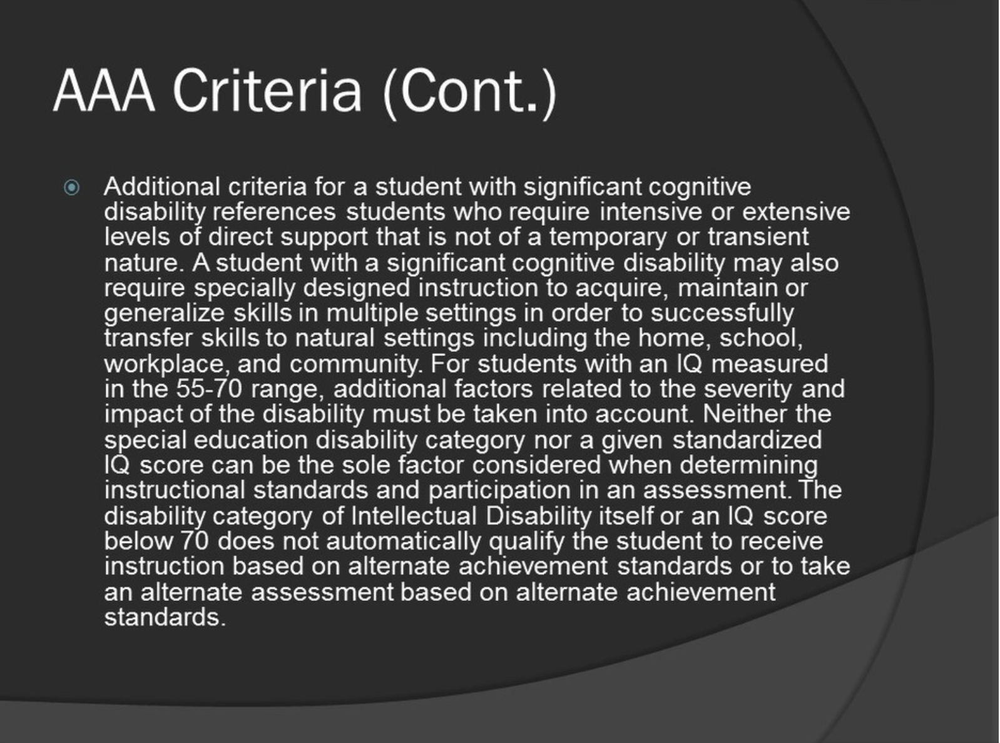 AAA Criteria (Cont.)
Additional criteria for a student with significant cognitive
disability references students who require intensive or extensive
levels of direct support that is not of a temporary or transient
nature. A student with a significant cognitive disability may also
require specially designed instruction to acquire, maintain or
generalize skills in multiple settings in order to successfully
transfer skills to natural settings including the home, school,
workplace, and community. For students with an IQ measured
in the 55-70 range, additional factors related to the severity and
impact of the disability must be taken into account. Neither the
special education disability category nor a given standardized
IQ score can be the sole factor considered when determining
instructional standards and participation in an assessment. The
disability category of Intellectual Disability itself or an IQ score
below 70 does not automatically qualify the student to receive
instruction based on alternate achievement standards or to take
an alternate assessment based on alternate achievement
standards.